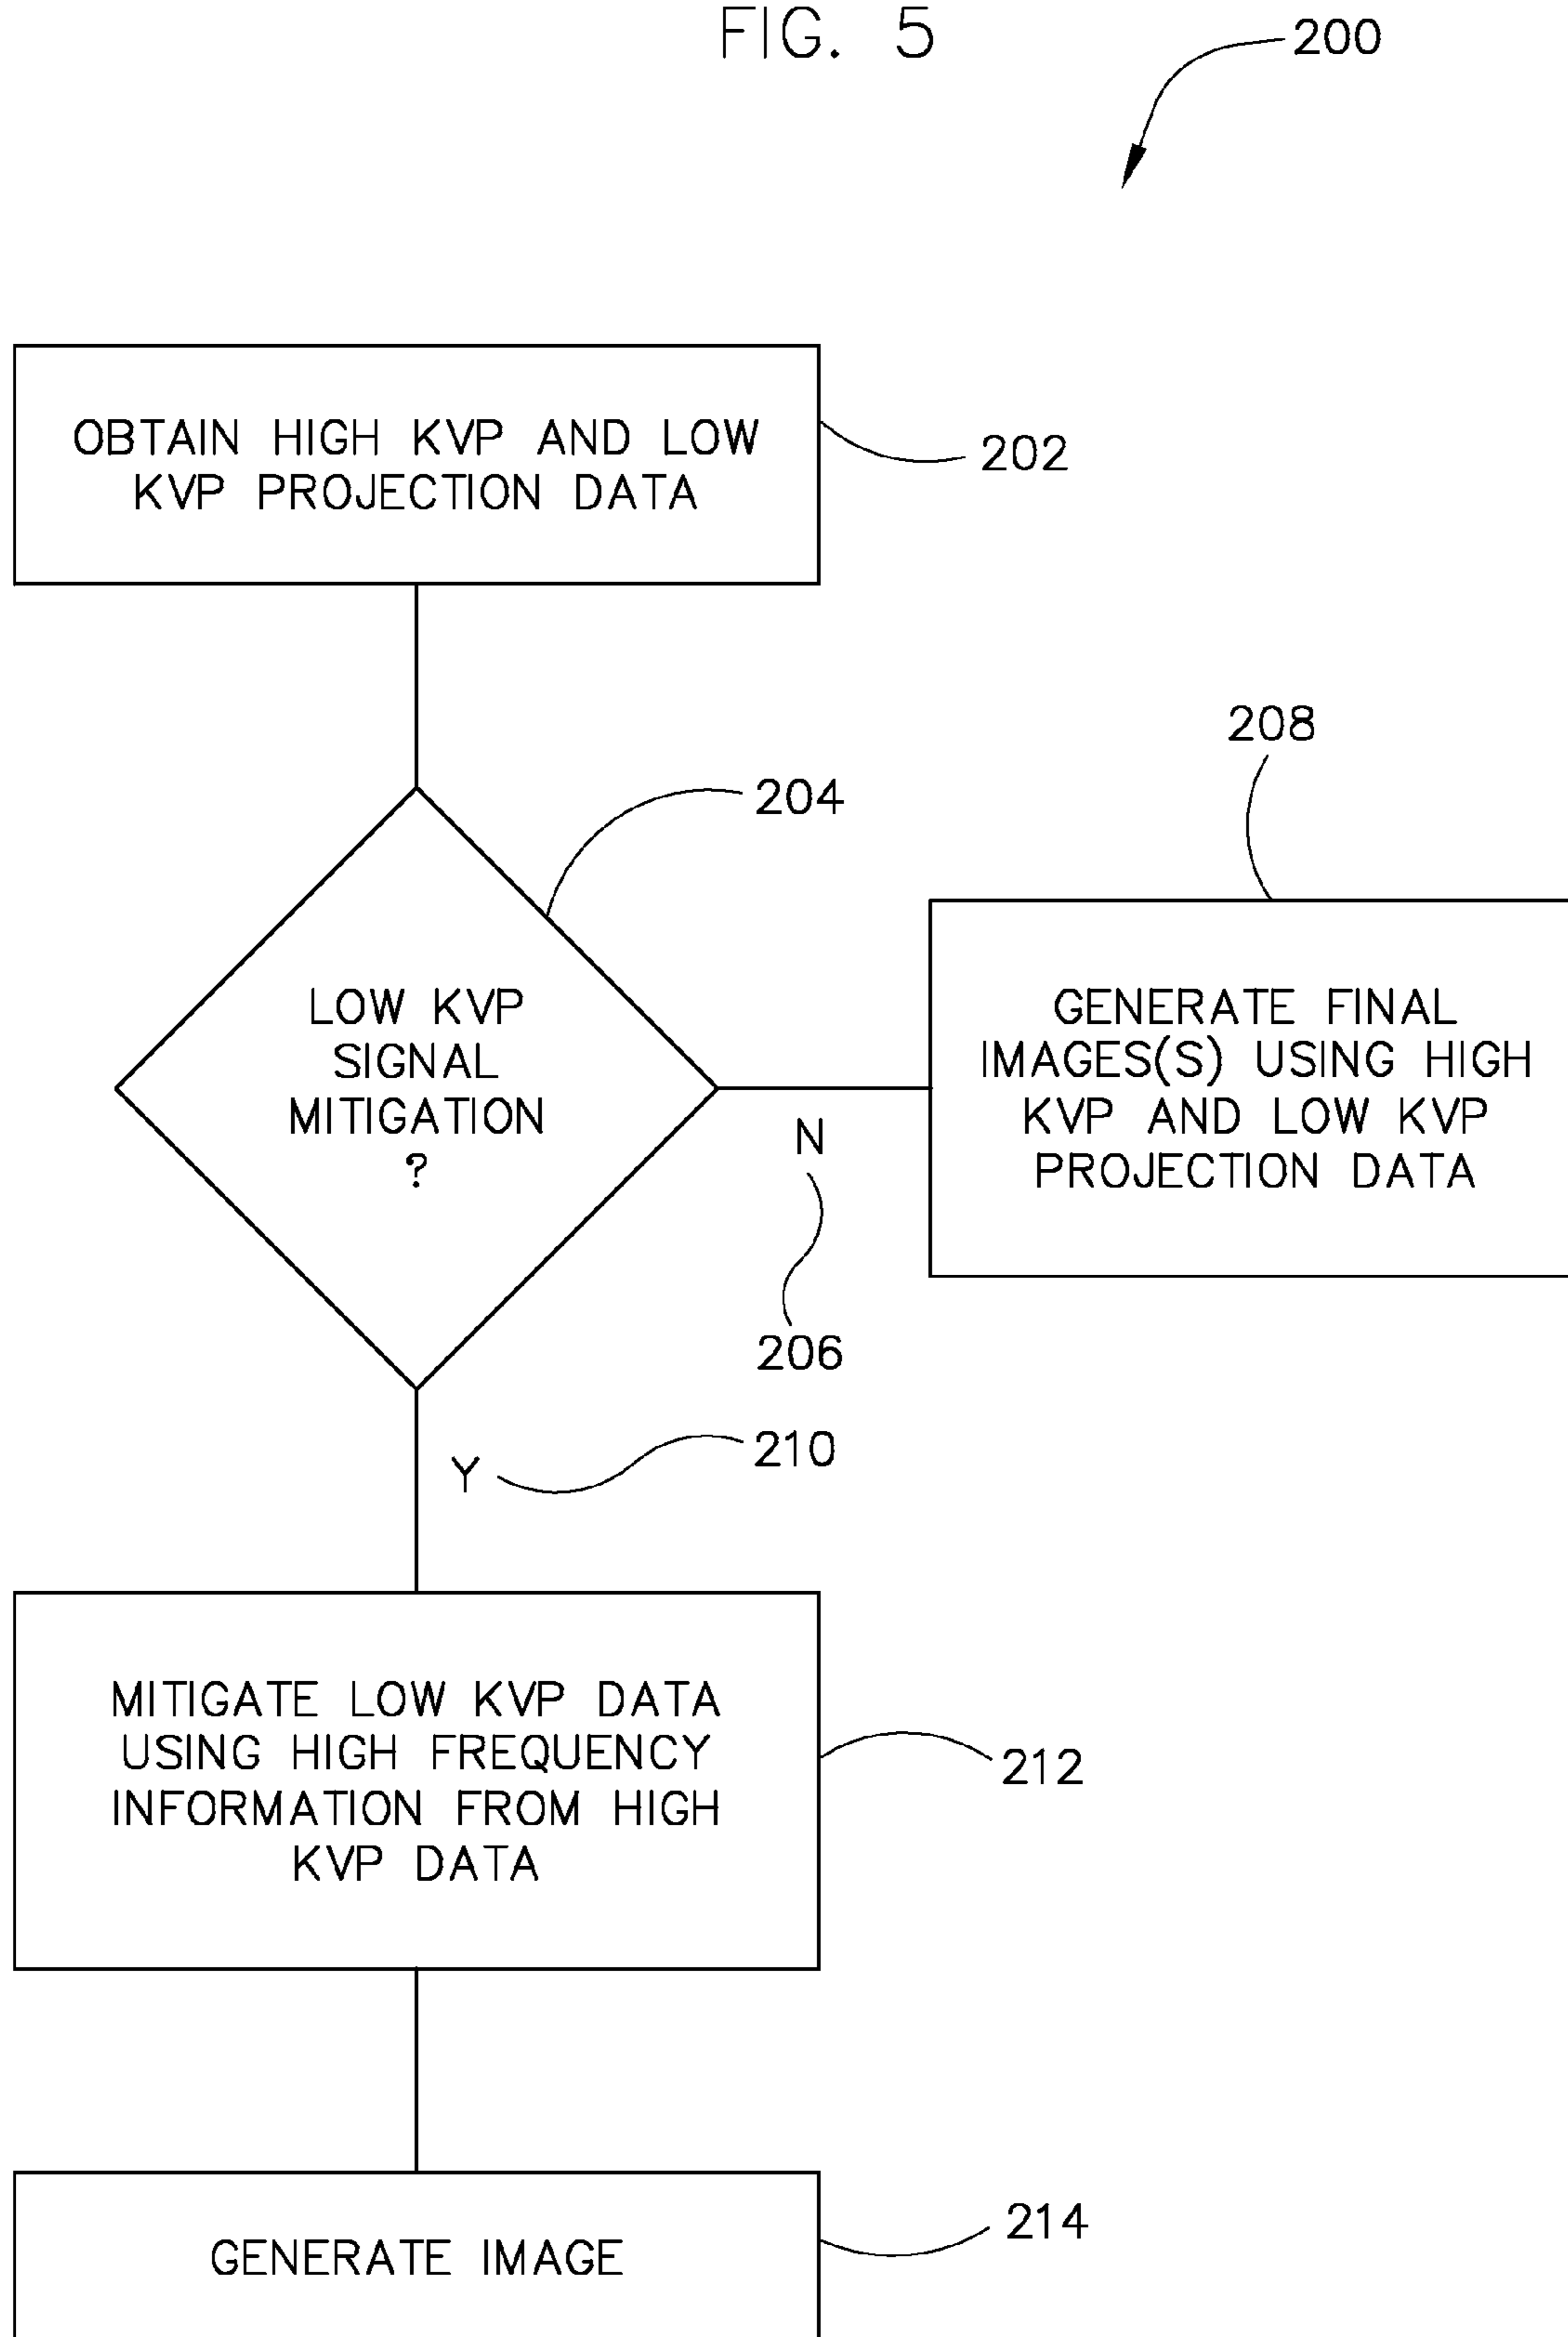 FIG. 5
200
OBTAIN HIGH KVP AND LOW
KVP PROJECTION DATA
202
204
LOW KVP
SIGNAL
MITIGATION
?
208
GENERATE FINAL
IMAGES(S) USING HIGH
KVP AND LOW KVP
PROJECTION DATA
N
206
Y
210
MITIGATE LOW KVP DATA
USING HIGH FREQUENCY
INFORMATION FROM HIGH
KVP DATA
212
GENERATE IMAGE
214